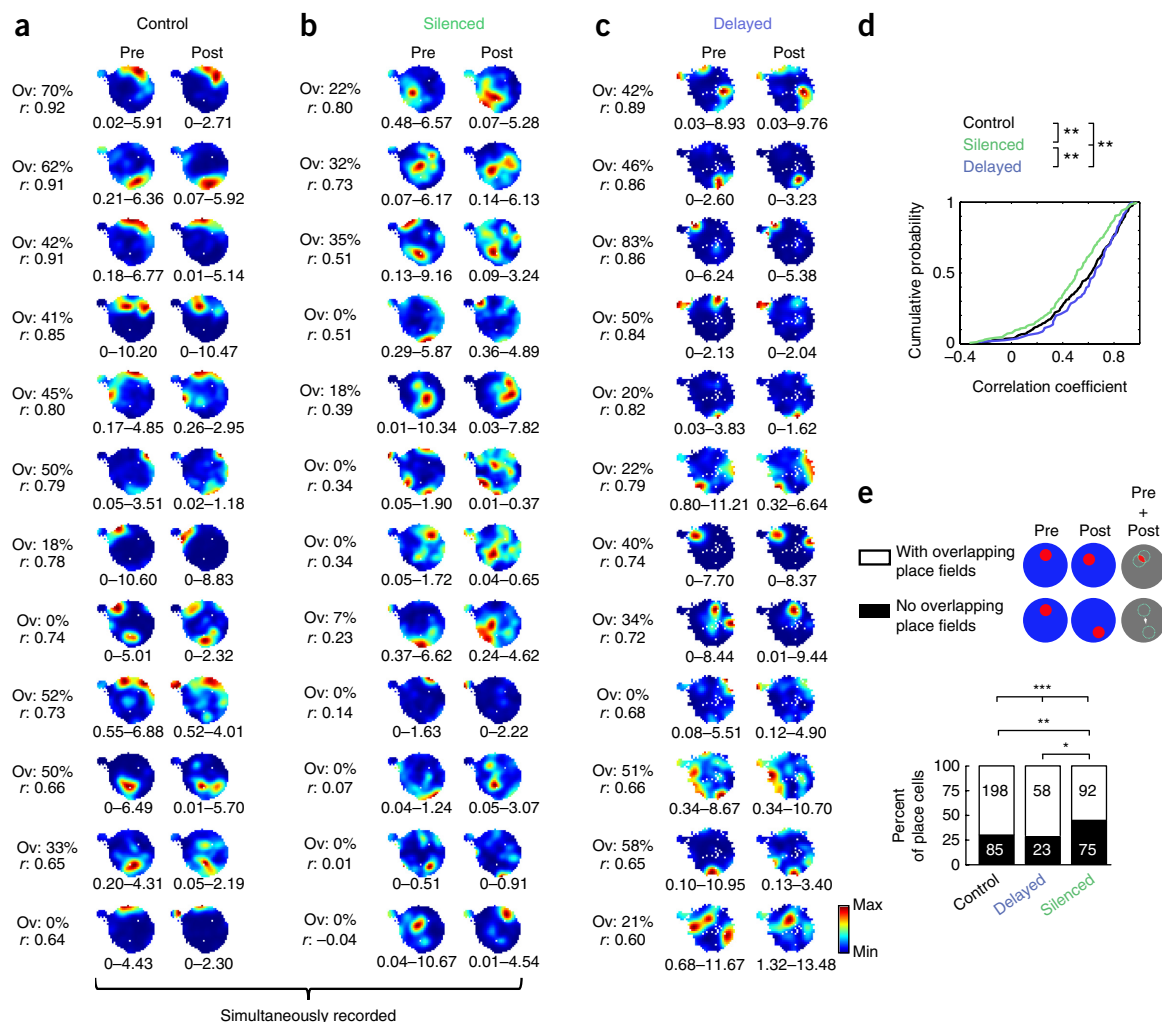 a
Control
Pre Post
Ov: 70%
r: 0.92
0.02–5.91 0–2.71
Ov: 62%
r: 0.91
0.21–6.36 0.07–5.92
Ov: 42%
r: 0.91
0.18–6.77 0.01–5.14
Ov: 41%
r: 0.85
0–10.20 0–10.47
Ov: 45%
r: 0.80
0.17–4.85 0.26–2.95
Ov: 50%
r: 0.79
0.05–3.51 0.02–1.18
Ov: 18%
r: 0.78
0–10.60 0–8.83
Ov: 0%
r: 0.74
0–5.01 0–2.32
Ov: 52%
r: 0.73
0.55–6.88 0.52–4.01
Ov: 50%
r: 0.66
0–6.49 0.01–5.70
Ov: 33%
r: 0.65
0.20–4.31 0.05–2.19
Ov: 0%
r: 0.64
0–4.43 0–2.30
b
Silenced
Pre Post
Ov: 22%
r: 0.80
0.48–6.57 0.07–5.28
Ov: 32%
r: 0.73
0.07–6.17 0.14–6.13
Ov: 35%
r: 0.51
0.13–9.16 0.09–3.24
Ov: 0%
r: 0.51
0.29–5.87 0.36–4.89
Ov: 18%
r: 0.39
0.01–10.34 0.03–7.82
Ov: 0%
r: 0.34
0.05–1.90 0.01–0.37
Ov: 0%
r: 0.34
0.05–1.72 0.04–0.65
Ov: 7%
r: 0.23
0.37–6.62 0.24–4.62
Ov: 0%
r: 0.14
0–1.63 0–2.22
Ov: 0%
r: 0.07
0.04–1.24 0.05–3.07
Ov: 0%
r: 0.01
0–0.51 0–0.91
Ov: 0%
r: –0.04
0.04–10.67 0.01–4.54
Simultaneously recorded
c
Delayed
Pre Post
Ov: 42%
r: 0.89
0.03–8.93 0.03–9.76
Ov: 46%
r: 0.86
0–2.60 0–3.23
Ov: 83%
r: 0.86
0–6.24 0–5.38
Ov: 50%
r: 0.84
0–2.13 0–2.04
Ov: 20%
r: 0.82
0.03–3.83 0–1.62
Ov: 22%
r: 0.79
0.80–11.21 0.32–6.64
Ov: 40%
r: 0.74
0–7.70 0–8.37
Ov: 34%
r: 0.72
0–8.44 0.01–9.44
Ov: 0%
r: 0.68
0.08–5.51 0.12–4.90
Ov: 51%
r: 0.66
0.34–8.67 0.34–10.70
Ov: 58%
r: 0.65
0.10–10.95 0.13–3.40
Ov: 21%
r: 0.60
0.68–11.67 1.32–13.48
Max
Min
d
Control
Silenced
Delayed
**
**
**
Cumulative probability
1
0.5
0
–0.4 0 0.4 0.8
Correlation coefficient
e
Pre Post Pre
+
Post
With overlapping
place fields
No overlapping
place fields
***
**
*
Percent
of place cells
100
75
50
25
0
198 58 92
85 23 75
Control Delayed Silenced